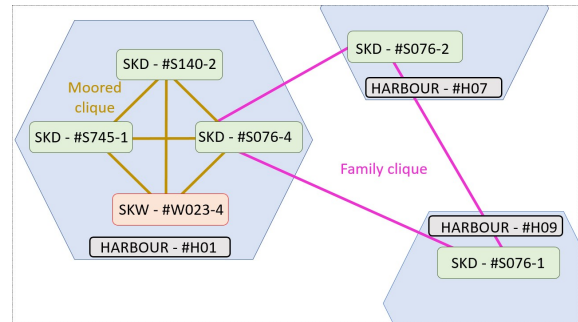 SKD - #S140-2
Moored
clique
SKD - #S745-1
SKD - #S076-4
SKW - #W023-4
HARBOUR - #H01
SKD - #S076-2
HARBOUR - #H07
Family clique
HARBOUR - #H09
SKD - #S076-1